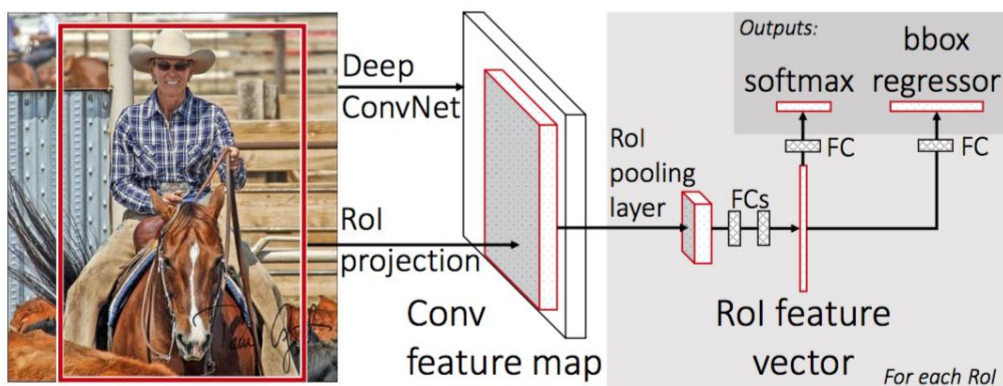 Deep
ConvNet
RoI
projection
Conv
feature map
RoI
pooling
layer
FCs
RoI feature
vector
For each RoI
Outputs:
softmax
bbox
regressor
FC
FC